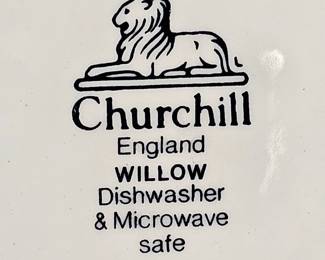 Churchill
England
WILLOW
Dishwasher
& Microwave
safe